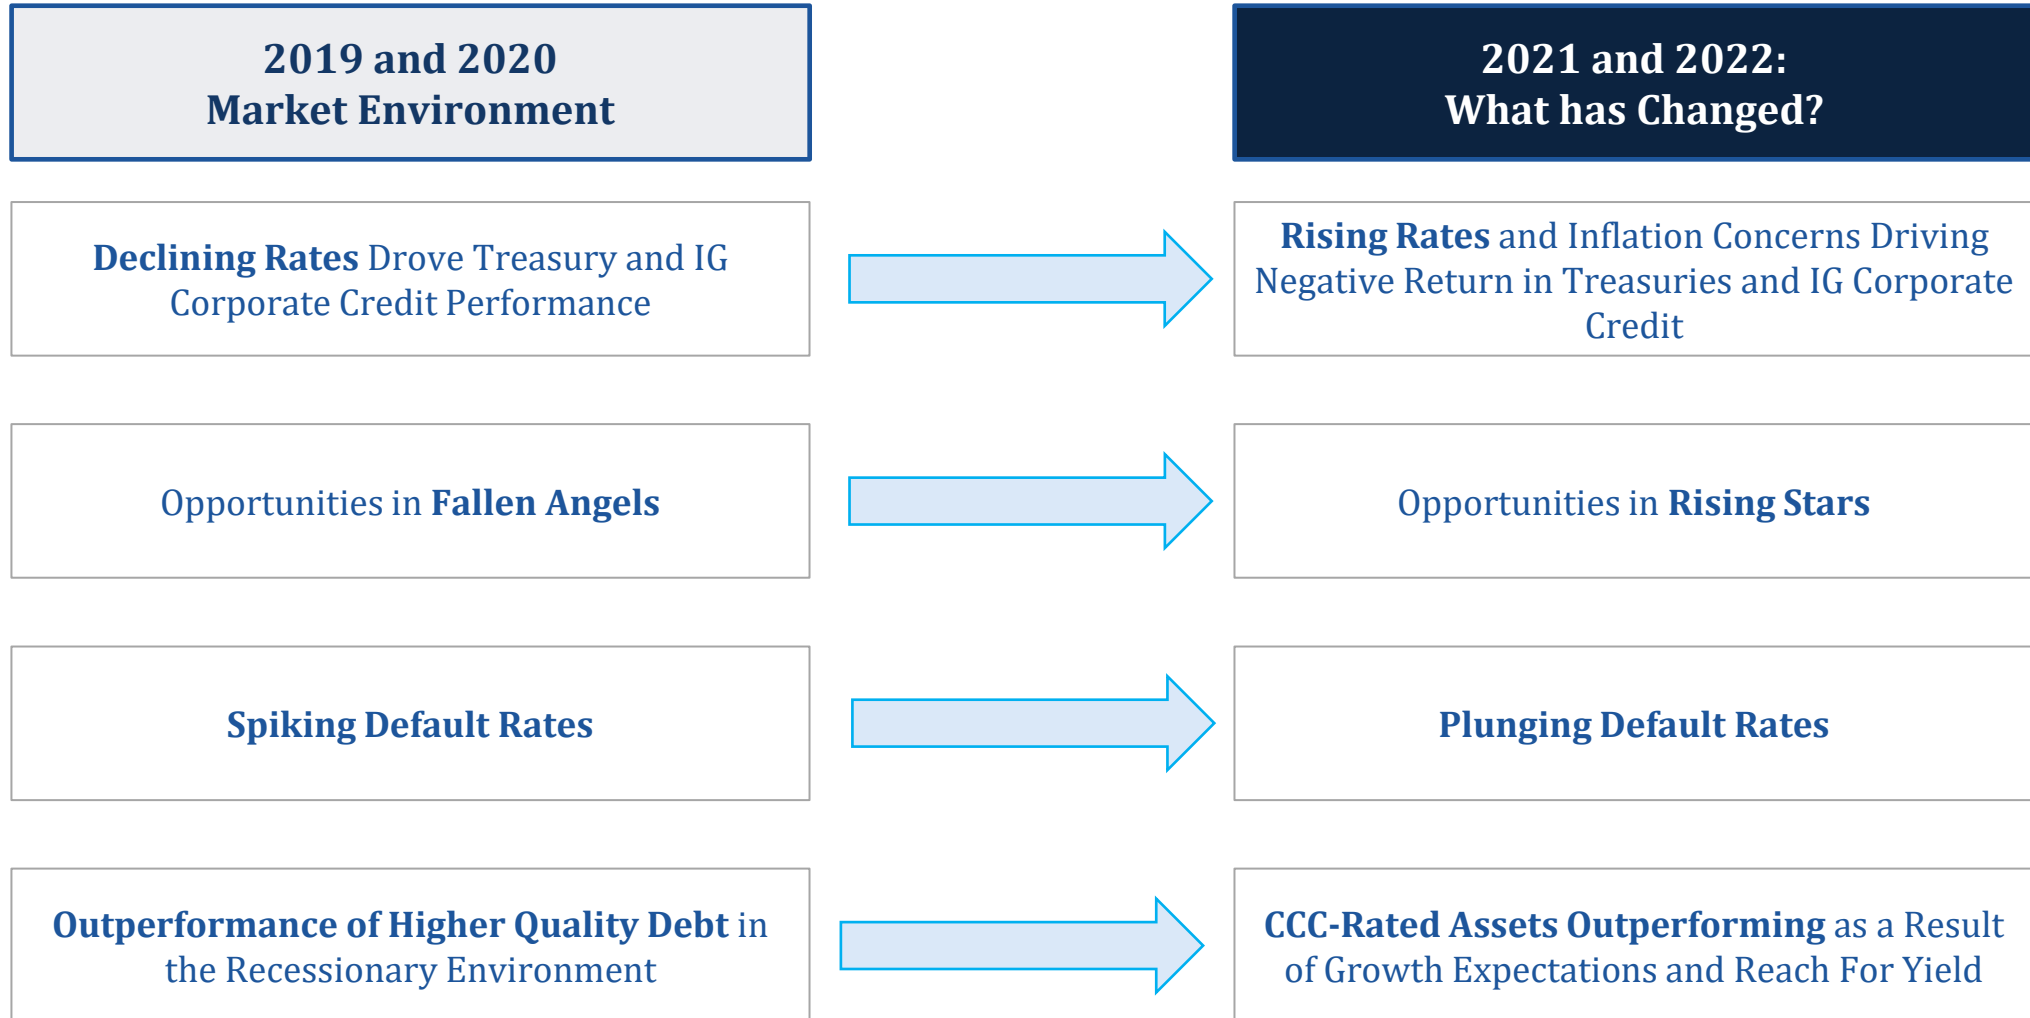 2019 and 2020
Market Environment
2021 and 2022:
What has Changed?
Declining Rates Drove Treasury and IG
Corporate Credit Performance
Rising Rates and Inflation Concerns Driving
Negative Return in Treasuries and IG Corporate
Credit
Opportunities in Fallen Angels
Opportunities in Rising Stars
Spiking Default Rates
Plunging Default Rates
Outperformance of Higher Quality Debt in
the Recessionary Environment
CCC-Rated Assets Outperforming as a Result
of Growth Expectations and Reach For Yield